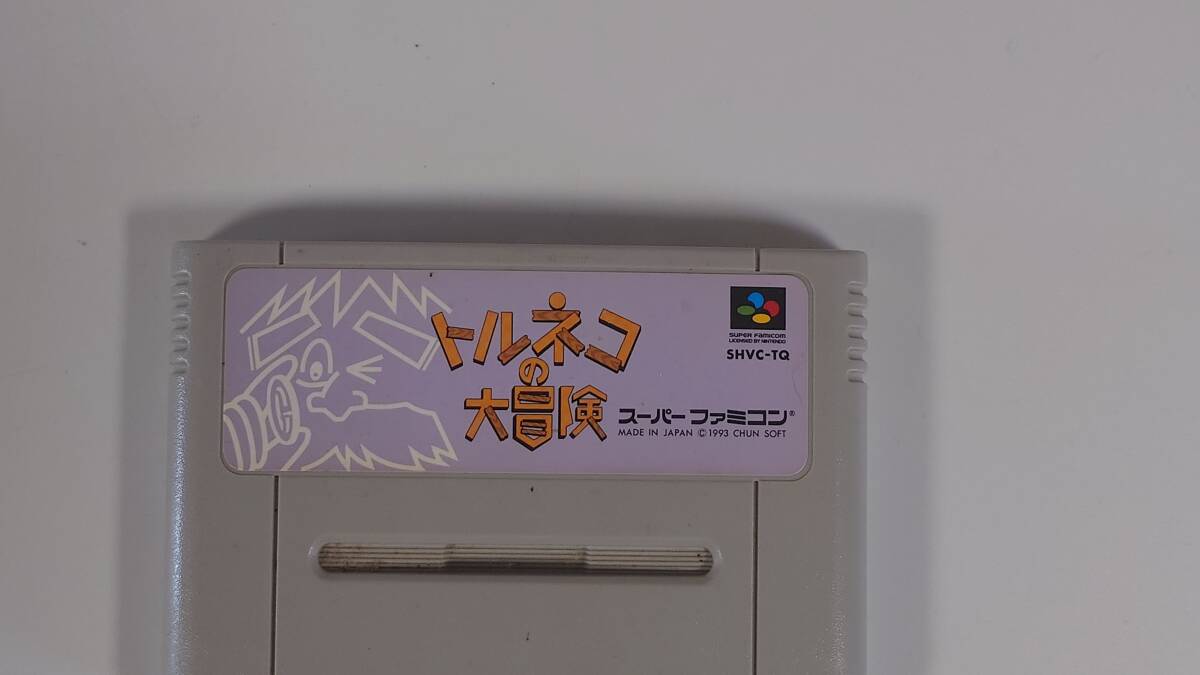 トルネコ
の
大冒険
SUPER FAMICOM
LICENSED BY NINTENDO
SHVC-TQ
スーパーファミコン®
MADE IN JAPAN ©1993 CHUN SOFT